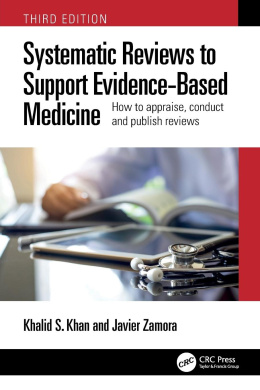 THIRD EDITION
Systematic Reviews to
Support Evidence-Based
Medicine
How to appraise, conduct
and publish reviews
Khalid S. Khan and Javier Zamora
CRC
CRC Press
Taylor & Francis Group